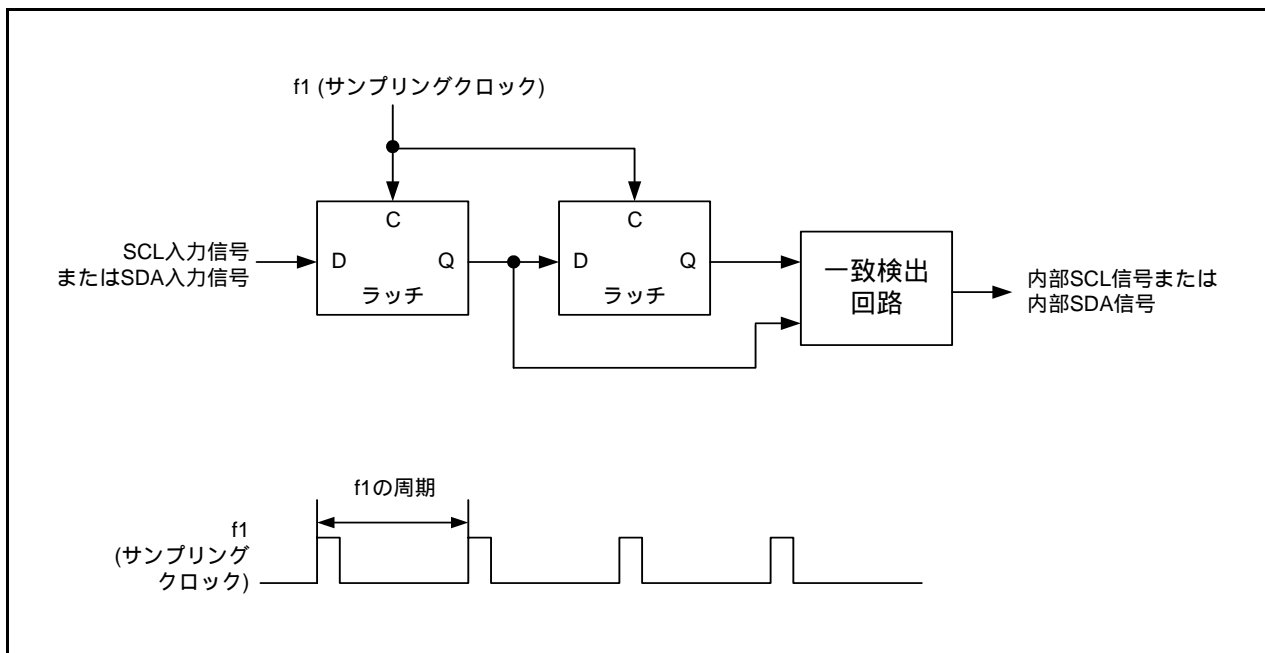 f1 (サンプリングクロック)
C
C
SCL入力信号
またはSDA入力信号
D
Q
ラッチ
D
Q
ラッチ
一致検出
回路
内部SCL信号または
内部SDA信号
f1の周期
f1
(サンプリング
クロック)